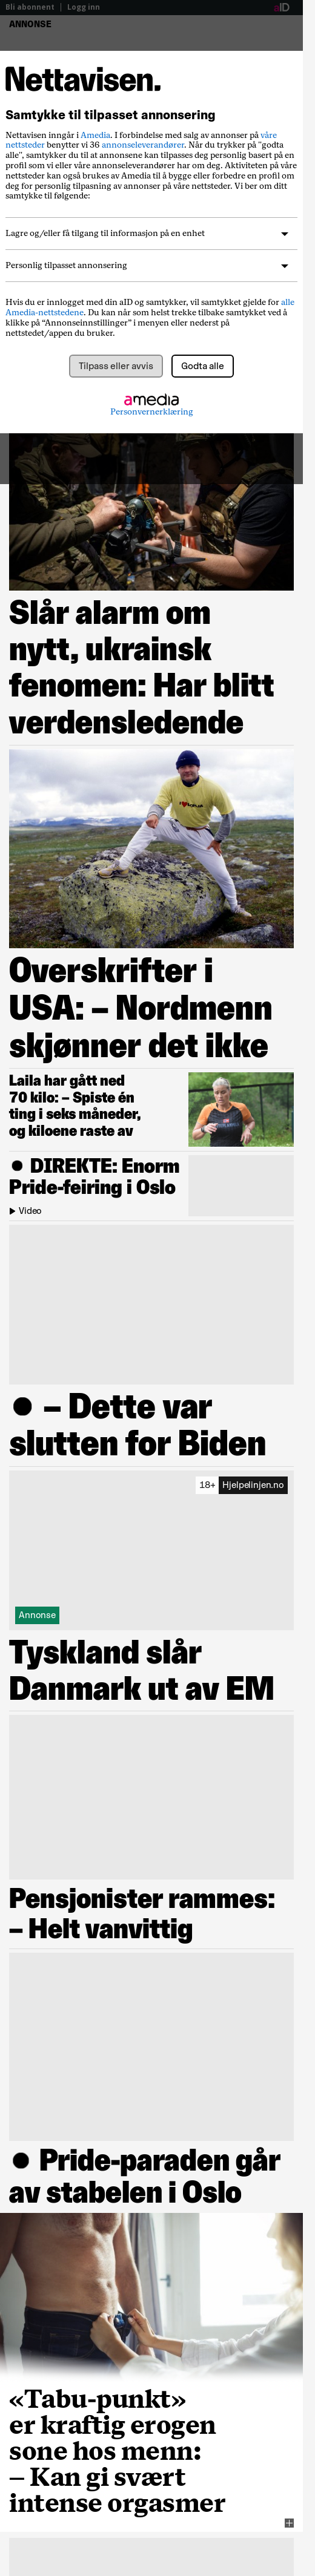 Bli abonnent | Logg inn
aID
ANNONSE
Nettavisen.
Samtykke til tilpasset annonsering
Nettavisen inngår i Amedia. I forbindelse med salg av annonser på våre
nettsteder benytter vi 36 annonseleverandører. Når du trykker på "godta
alle", samtykker du til at annonsene kan tilpasses deg personlig basert på en
profil som vi eller våre annonseleverandører har om deg. Aktiviteten på våre
nettsteder kan også brukes av Amedia til å bygge eller forbedre en profil om
deg for personlig tilpasning av annonser på våre nettsteder. Vi ber om ditt
samtykke til følgende:
Lagre og/eller få tilgang til informasjon på en enhet
Personlig tilpasset annonsering
Hvis du er innlogget med din aID og samtykker, vil samtykket gjelde for alle
Amedia-nettstedene. Du kan når som helst trekke tilbake samtykket ved å
klikke på “Annonseinnstillinger” i menyen eller nederst på
nettstedet/appen du bruker.
Tilpass eller avvis
Godta alle
amedia
Personvernerklæring
Slår alarm om
nytt, ukrainsk
fenomen: Har blitt
verdensledende
Overskrifter i
USA: – Nordmenn
skjønner det ikke
Laila har gått ned
70 kilo: – Spiste én
ting i seks måneder,
og kiloene raste av
DIREKTE: Enorm
Pride-feiring i Oslo
Video
– Dette var
slutten for Biden
18+ Hjelpelinjen.no
Annonse
Tyskland slår
Danmark ut av EM
Pensjonister rammes:
– Helt vanvittig
Pride-paraden går
av stabelen i Oslo
«Tabu-punkt»
er kraftig erogen
sone hos menn:
– Kan gi svært
intense orgasmer